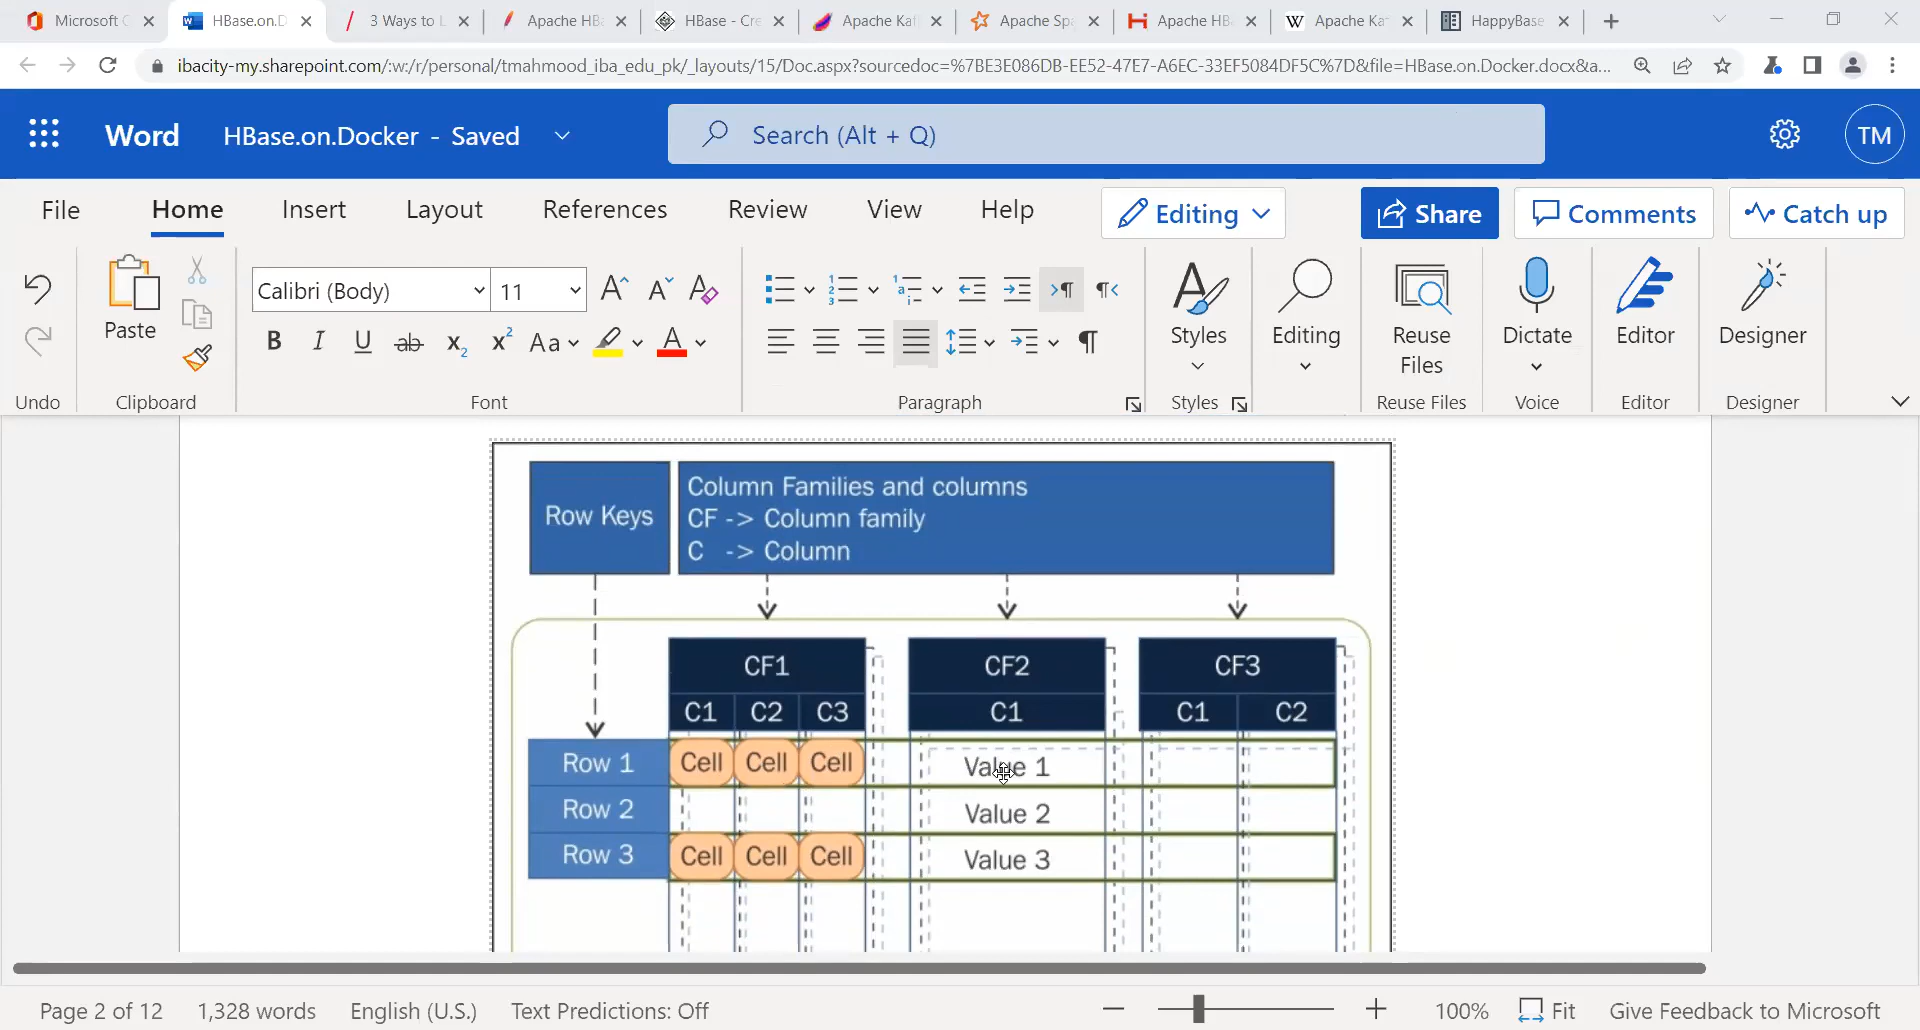 Microsoft O
HBase.on.D
3 Ways to L
Apache HB
HBase - Cre
Apache Kaf
Apache Spa
Apache HB
Apache Kaf
HappyBase
ibacity-my.sharepoint.com/:w:/r/personal/tmahmood_iba_edu_pk/_layouts/15/Doc.aspx?sourcedoc=%7BE3E086DB-EE52-47E7-A6EC-33EF5084DF5C%7D&file=HBase.on.Docker.docx&a...
Word HBase.on.Docker - Saved
Search (Alt + Q)
TM
File Home Insert Layout References Review View Help
Editing
Share
Comments
Catch up
Paste
Calibri (Body) 11
Styles
Editing
Reuse
Files
Dictate
Editor
Designer
Undo Clipboard Font Paragraph Styles Reuse Files Voice Editor Designer
Row Keys
Column Families and columns
CF -> Column family
C -> Column
CF1 CF2 CF3
C1 C2 C3 C1 C1 C2
Row 1 Cell Cell Cell Value 1
Row 2 Value 2
Row 3 Cell Cell Cell Value 3
Page 2 of 12 1,328 words English (U.S.) Text Predictions: Off
100% Fit Give Feedback to Microsoft